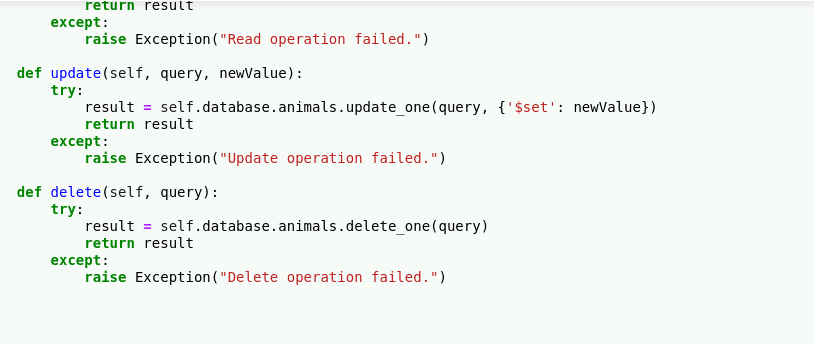 return result
        except:
            raise Exception("Read operation failed.")

    def update(self, query, newValue):
        try:
            result = self.database.animals.update_one(query, {'$set': newValue})
            return result
        except:
            raise Exception("Update operation failed.")

    def delete(self, query):
        try:
            result = self.database.animals.delete_one(query)
            return result
        except:
            raise Exception("Delete operation failed.")